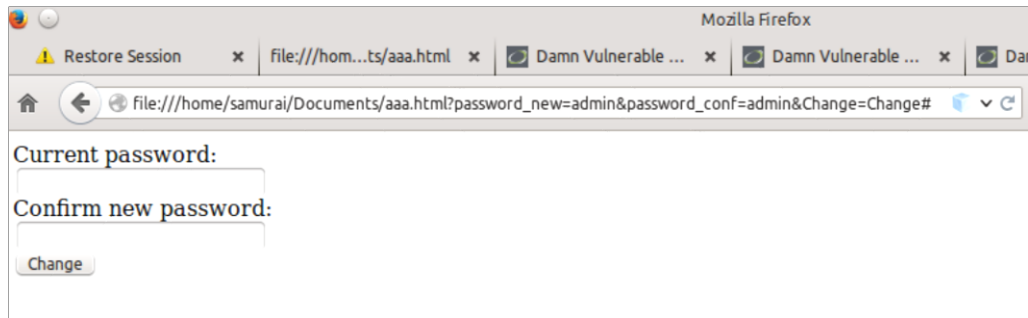 Mozilla Firefox
Restore Session
file:///hom...ts/aaa.html
Damn Vulnerable ...
Damn Vulnerable ...
Da
file:///home/samurai/Documents/aaa.html?password_new=admin&password_conf=admin&Change=Change#
Current password:
Confirm new password:
Change